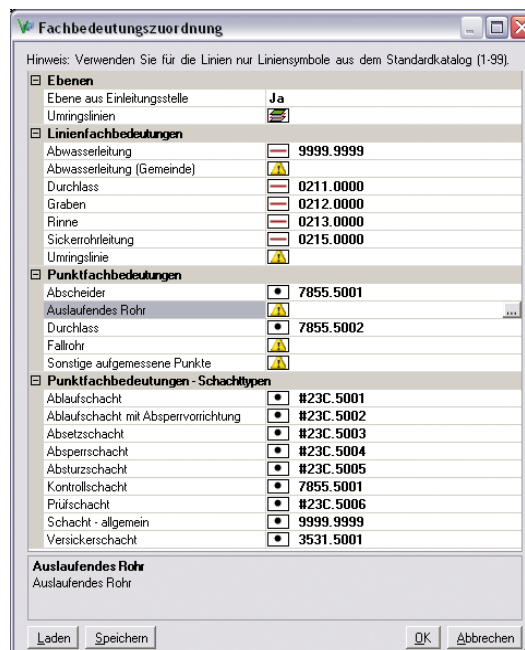 Fachbedeutungszuordnung
Hinweis: Verwenden Sie für die Linien nur Liniensymbole aus dem Standardkatalog (1-99).
Ebenen
Ebene aus Einleitungsstelle Ja
Umringslinien
Linienfachbedeutungen
Abwasserleitung 9999.9999
Abwasserleitung (Gemeinde)
Durchlass 0211.0000
Graben 0212.0000
Rinne 0213.0000
Sickerrohrleitung 0215.0000
Umringslinie
Punktfachbedeutungen
Abscheider 7855.5001
Auslaufendes Rohr ...
Durchlass 7855.5002
Fallrohr
Sonstige aufgemessene Punkte
Punktfachbedeutungen - Schachttypen
Ablaufschacht #23C.5001
Ablaufschacht mit Absperrvorrichtung #23C.5002
Absetzschacht #23C.5003
Absperrschacht #23C.5004
Absturzschacht #23C.5005
Kontrollschacht 7855.5001
Prüfschacht #23C.5006
Schacht - allgemein 9999.9999
Versickerschacht 3531.5001
Auslaufendes Rohr
Auslaufendes Rohr
Laden Speichern OK Abbrechen